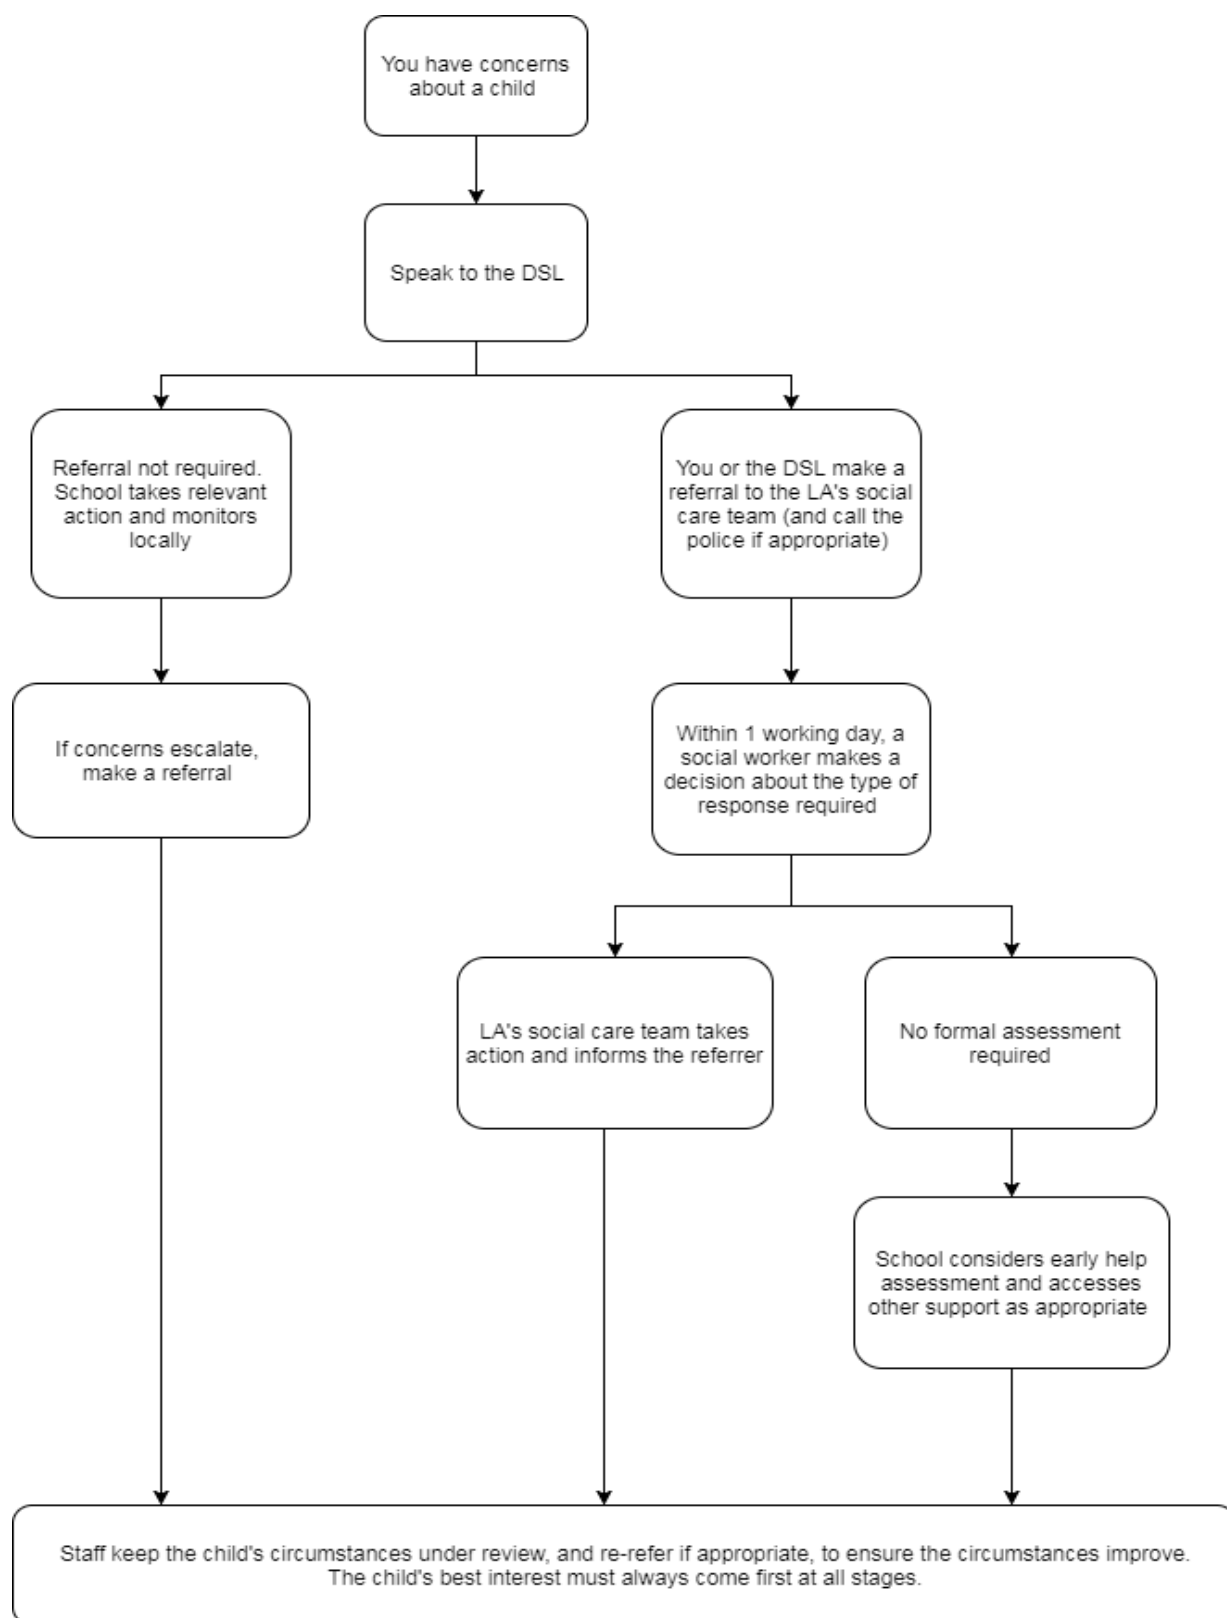 You have concerns
about a child
Speak to the DSL
Referral not required.
School takes relevant
action and monitors
locally
You or the DSL make a
referral to the LA's social
care team (and call the
police if appropriate)
If concerns escalate,
make a referral
Within 1 working day, a
social worker makes a
decision about the type of
response required
LA's social care team takes
action and informs the referrer
No formal assessment
required
School considers early help
assessment and accesses
other support as appropriate
Staff keep the child's circumstances under review, and re-refer if appropriate, to ensure the circumstances improve.
The child's best interest must always come first at all stages.